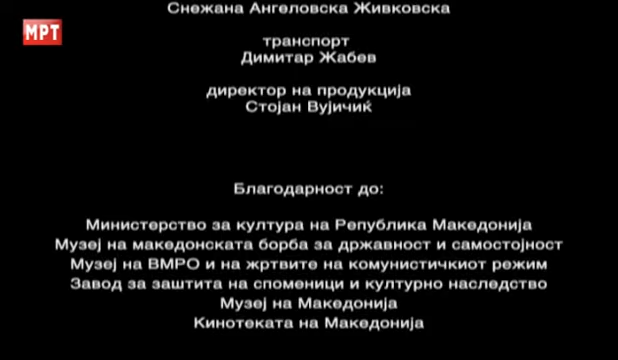 Снежана Ангеловска Живковска
МРТ
транспорт
Димитар Жабев
директор на продукција
Стојан Вујичиќ
Благодарност до:
Министерство за култура на Република Македонија
Музеј на македонската борба за државност и самостојност
Музеј на ВМРО и на жртвите на комунистичкиот режим
Завод за заштита на споменици и културно наследство
Музеј на Македонија
Кинотеката на Македонија